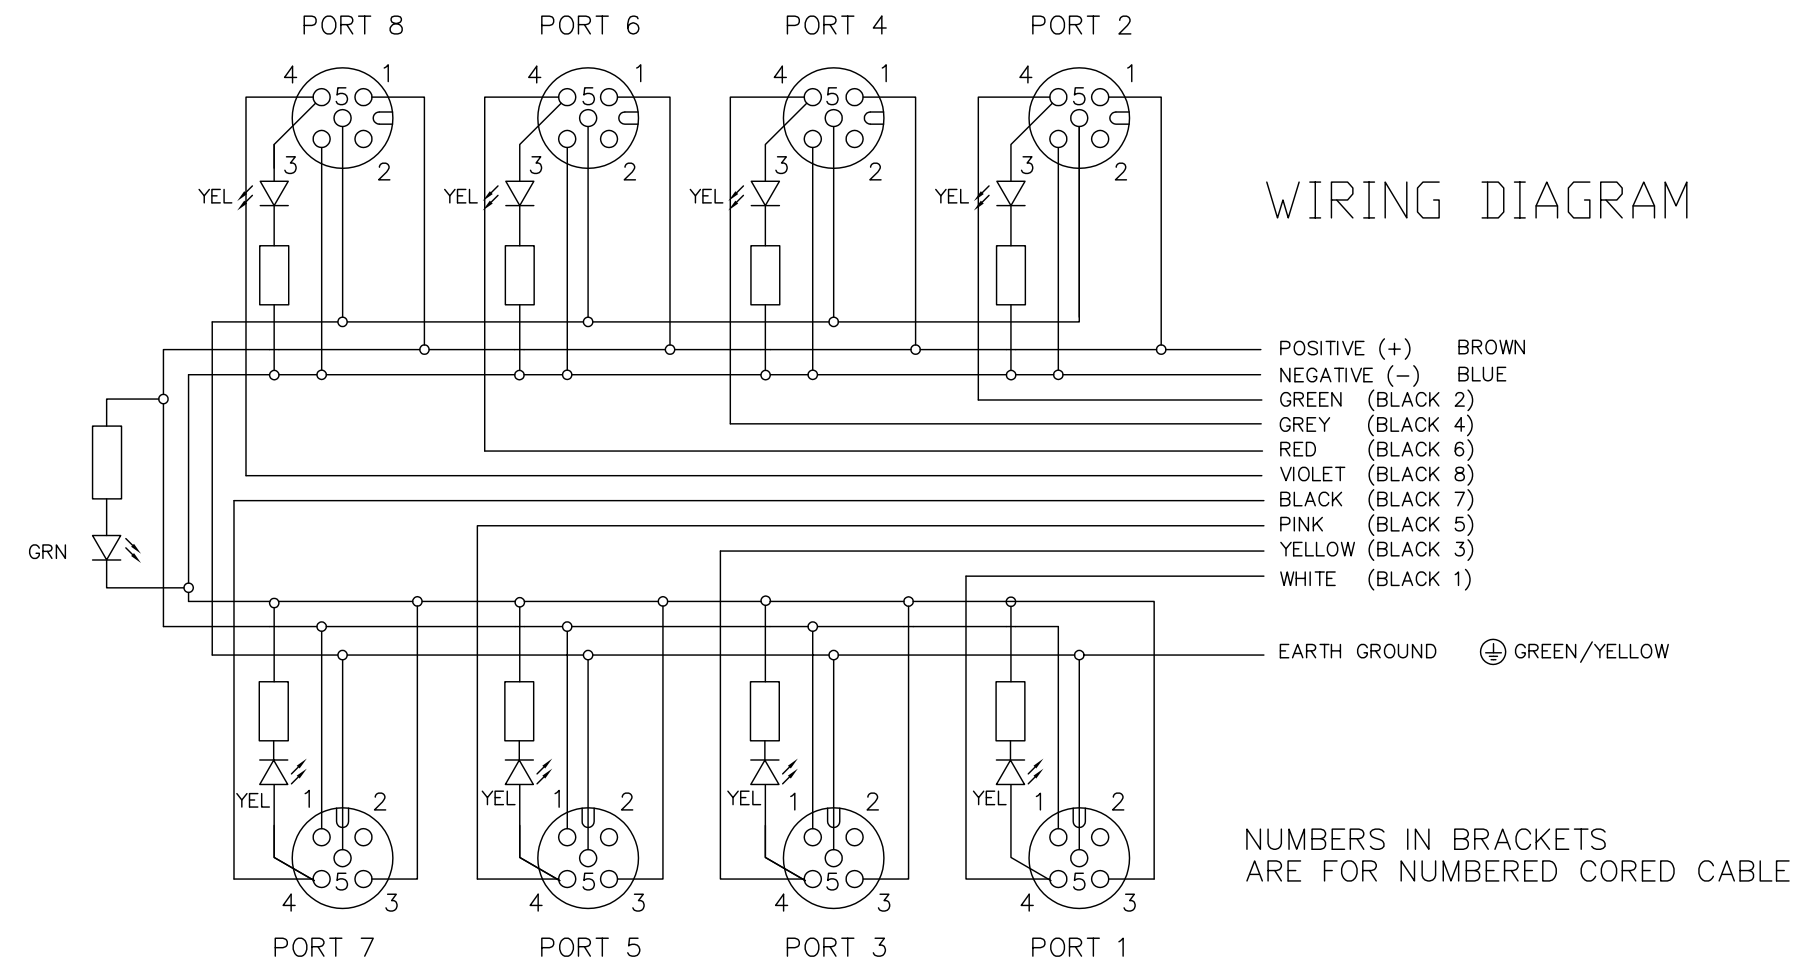 PORT 8 PORT 6 PORT 4 PORT 2
4 1 4 1 4 1 4 1
5 5 5 5
3 2 3 2 3 2 3 2
YEL YEL YEL YEL
WIRING DIAGRAM
POSITIVE (+) BROWN
NEGATIVE (-) BLUE
GREEN (BLACK 2)
GREY (BLACK 4)
RED (BLACK 6)
VIOLET (BLACK 8)
BLACK (BLACK 7)
PINK (BLACK 5)
GRN
YELLOW (BLACK 3)
WHITE (BLACK 1)
EARTH GROUND GREEN/YELLOW
YEL YEL YEL YEL
1 2 1 2 1 2 1 2
NUMBERS IN BRACKETS
ARE FOR NUMBERED CORED CABLE
5 5 5 5
4 3 4 3 4 3 4 3
PORT 7 PORT 5 PORT 3 PORT 1